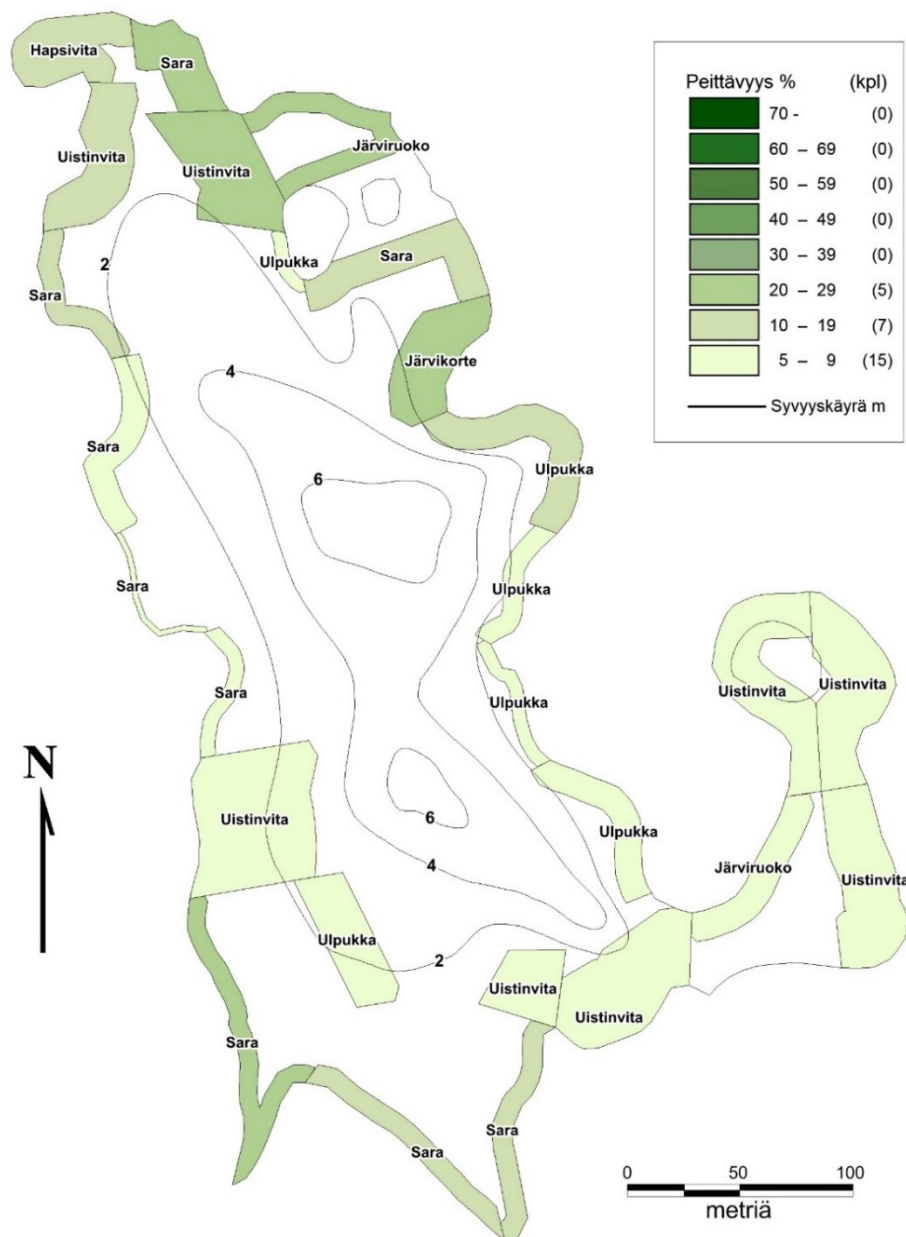 Hapsivita
Sara
Uistinvita
Uistinvita
Järviruoko
Ulpukka
Sara
2
Sara
Järvikorte
4
Sara
Ulpukka
6
Sara
Ulpukka
Sara
Ulpukka
Uistinvita
Uistinvita
Uistinvita
6
Ulpukka
4
Järviruoko
Uistinvita
Ulpukka
2
Uistinvita
Uistinvita
Sara
Sara
Sara
N
Peittävyys % (kpl)
70 - (0)
60 – 69 (0)
50 – 59 (0)
40 – 49 (0)
30 – 39 (0)
20 – 29 (5)
10 – 19 (7)
5 – 9 (15)
Syvyyskäyrä m
0 50 100
metriä